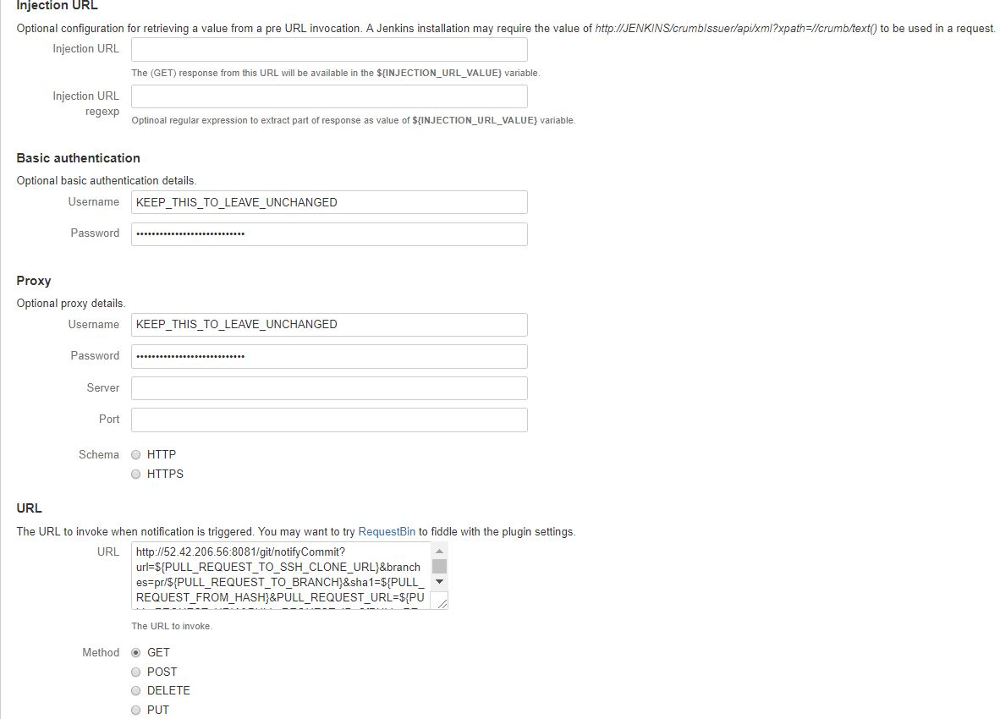 Injection URL
Optional configuration for retrieving a value from a pre URL invocation. A Jenkins installation may require the value of http://JENKINS/crumbIssuer/api/xml?xpath=//crumb/text() to be used in a request.
Injection URL
The (GET) response from this URL will be available in the ${INJECTION_URL_VALUE} variable.
Injection URL
regexp
Optinoal regular expression to extract part of response as value of ${INJECTION_URL_VALUE} variable.
Basic authentication
Optional basic authentication details.
Username KEEP_THIS_TO_LEAVE_UNCHANGED
Password ••••••••••••••••••••••••••••
Proxy
Optional proxy details.
Username KEEP_THIS_TO_LEAVE_UNCHANGED
Password ••••••••••••••••••••••••••••
Server
Port
Schema HTTP
HTTPS
URL
The URL to invoke when notification is triggered. You may want to try RequestBin to fiddle with the plugin settings.
URL http://52.42.206.56:8081/git/notifyCommit?
url=${PULL_REQUEST_TO_SSH_CLONE_URL}&branch
es=pr/${PULL_REQUEST_TO_BRANCH}&sha1=${PULL_
REQUEST_FROM_HASH}&PULL_REQUEST_URL=${PU
The URL to invoke.
Method GET
POST
DELETE
PUT